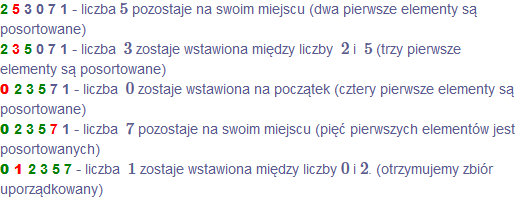 2 5 3 0 7 1 - liczba 5 pozostaje na swoim miejscu (dwa pierwsze elementy są
posortowane)
2 3 5 0 7 1 - liczba 3 zostaje wstawiona między liczby 2 i 5 (trzy pierwsze
elementy są posortowane)
0 2 3 5 7 1 - liczba 0 zostaje wstawiona na początek (cztery pierwsze elementy są
posortowane)
0 2 3 5 7 1 - liczba 7 pozostaje na swoim miejscu (pięć pierwszych elementów jest
posortowanych)
0 1 2 3 5 7 - liczba 1 zostaje wstawiona między liczby 0 i 2. (otrzymujemy zbiór
uporządkowany)